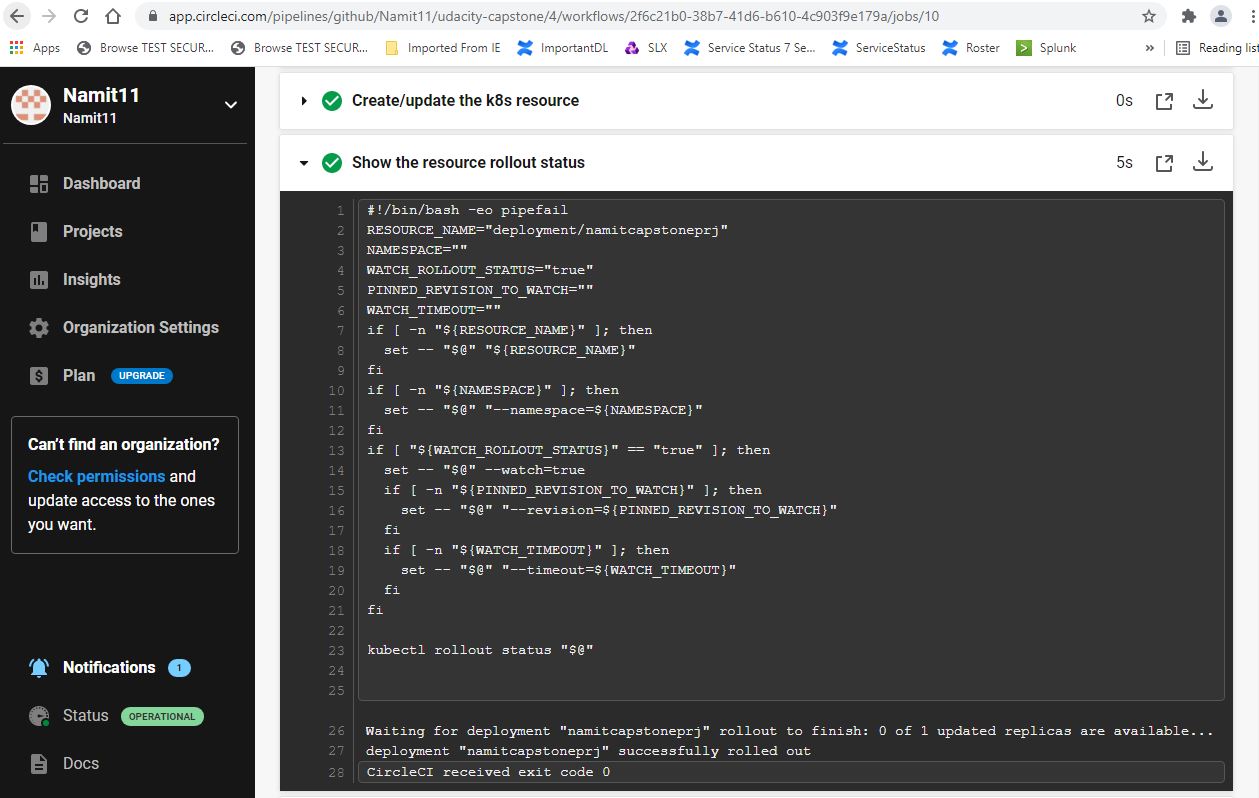 app.circleci.com/pipelines/github/Namit11/udacity-capstone/4/workflows/2f6c21b0-38b7-41d6-b610-4c903f9e179a/jobs/10
Apps Browse TEST SECUR... Browse TEST SECUR... Imported From IE ImportantDL SLX Service Status 7 Se... ServiceStatus Roster Splunk » Reading list
Namit11
Namit11
Dashboard
Projects
Insights
Organization Settings
Plan UPGRADE
Can't find an organization?
Check permissions and
update access to the ones
you want.
Notifications 1
Status OPERATIONAL
Docs
Create/update the k8s resource 0s
Show the resource rollout status 5s
1 #!/bin/bash -eo pipefail
2 RESOURCE_NAME="deployment/namitcapstoneprj"
3 NAMESPACE=""
4 WATCH_ROLLOUT_STATUS="true"
5 PINNED_REVISION_TO_WATCH=""
6 WATCH_TIMEOUT=""
7 if [ -n "${RESOURCE_NAME}" ]; then
8 set -- "$@" "${RESOURCE_NAME}"
9 fi
10 if [ -n "${NAMESPACE}" ]; then
11 set -- "$@" "--namespace=${NAMESPACE}"
12 fi
13 if [ "${WATCH_ROLLOUT_STATUS}" == "true" ]; then
14 set -- "$@" --watch=true
15 if [ -n "${PINNED_REVISION_TO_WATCH}" ]; then
16 set -- "$@" "--revision=${PINNED_REVISION_TO_WATCH}"
17 fi
18 if [ -n "${WATCH_TIMEOUT}" ]; then
19 set -- "$@" "--timeout=${WATCH_TIMEOUT}"
20 fi
21 fi
22
23 kubectl rollout status "$@"
24
25
26 Waiting for deployment "namitcapstoneprj" rollout to finish: 0 of 1 updated replicas are available...
27 deployment "namitcapstoneprj" successfully rolled out
28 CircleCI received exit code 0